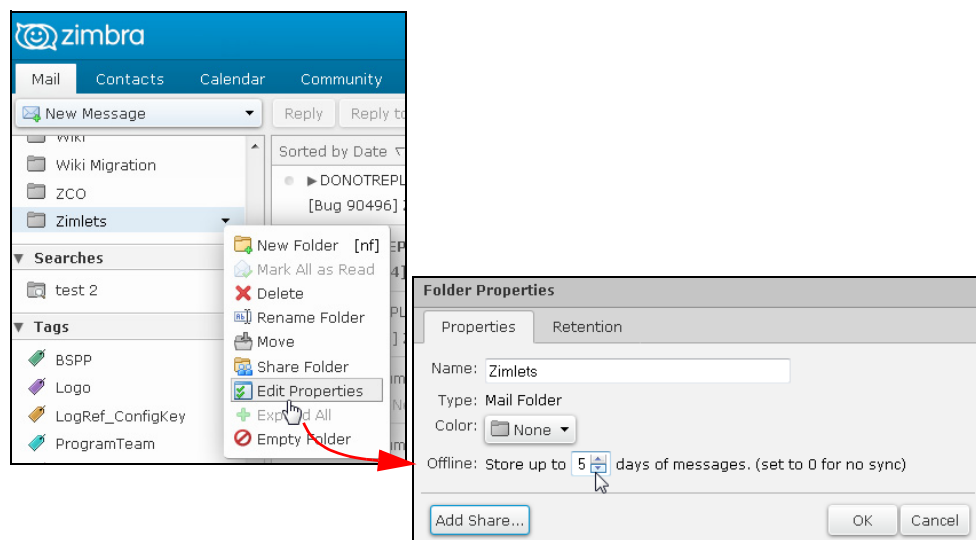 zimbra
Mail Contacts Calendar Community
New Message Reply Reply to
Wiki
Sorted by Date
Wiki Migration
DONOTREPL
ZCO
[Bug 90496]
Zimlets
New Folder [nf]
Searches
Mark All as Read
test 2
Delete
Rename Folder
Tags
Move
BSPP
Share Folder
Logo
Edit Properties
LogRef_ConfigKey
Expand All
ProgramTeam
Empty Folder
Folder Properties
Properties Retention
Name: Zimlets
Type: Mail Folder
Color: None
Offline: Store up to 5 days of messages. (set to 0 for no sync)
Add Share... OK Cancel